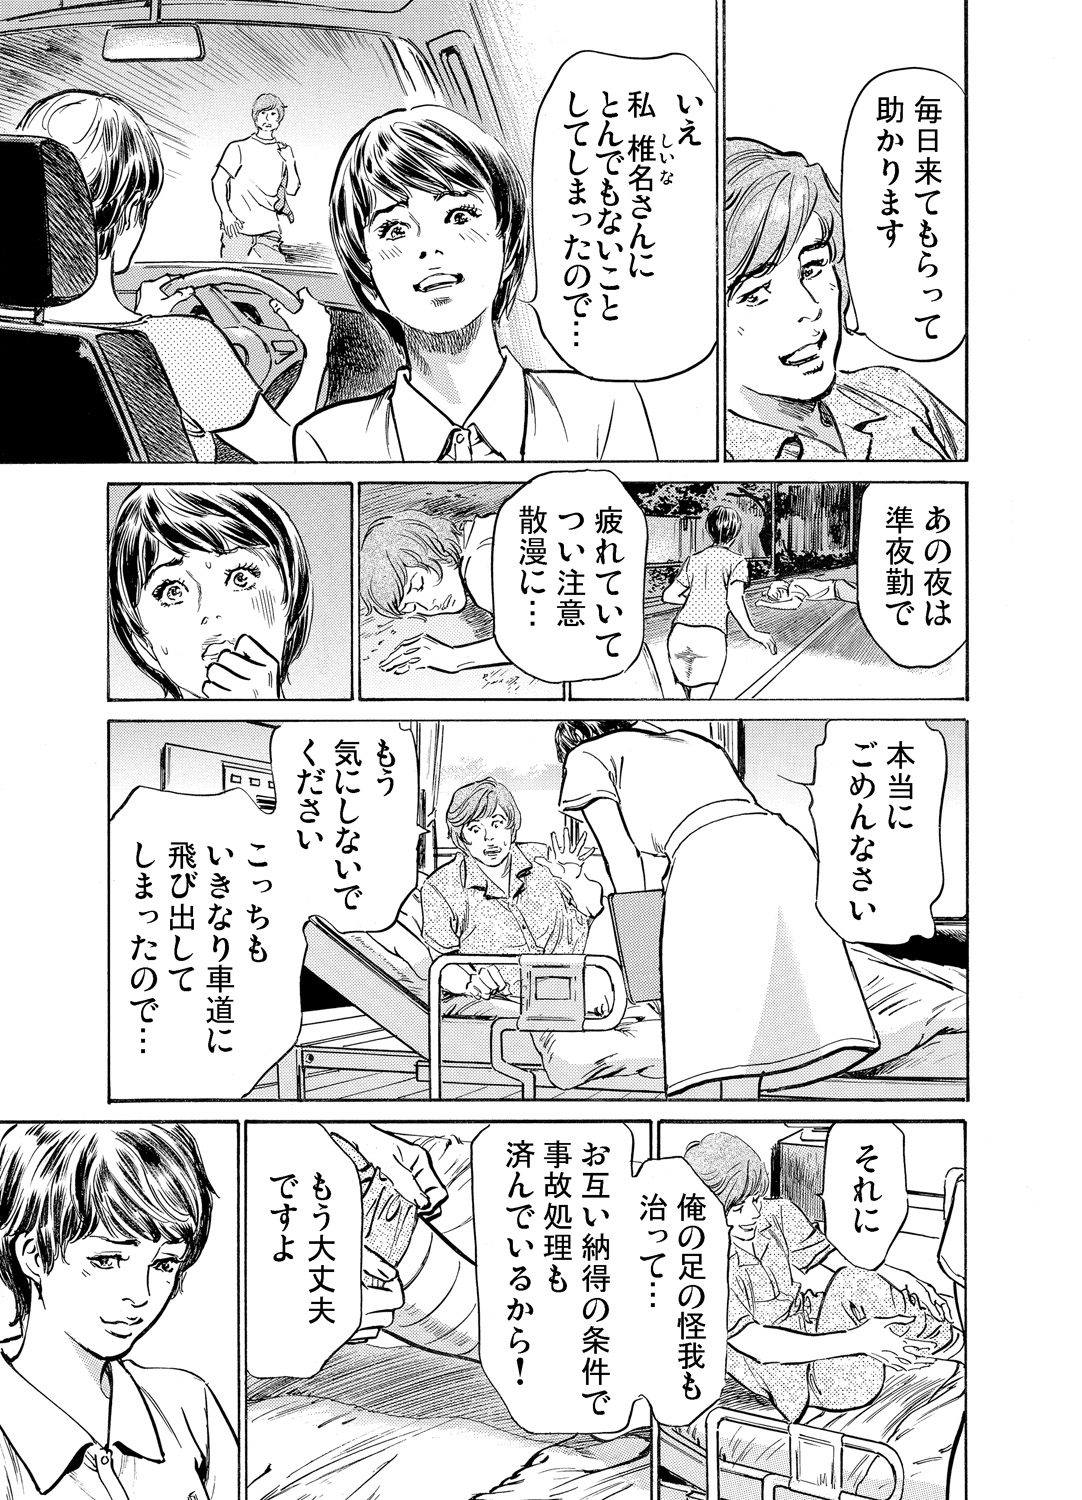 毎日来てもらって
助かります
いえ
私　椎名さんに
しいな
とんでもないこと
してしまったので…
あの夜は
準夜勤で
疲れていて
つい注意
散漫に…
本当に
ごめんなさい
もう
気にしないで
ください
こっちも
いきなり車道に
飛び出して
しまったので…
それに
俺の足の怪我も
治って…
お互い納得の条件で
事故処理も
済んでいるから！
もう大丈夫
ですよ